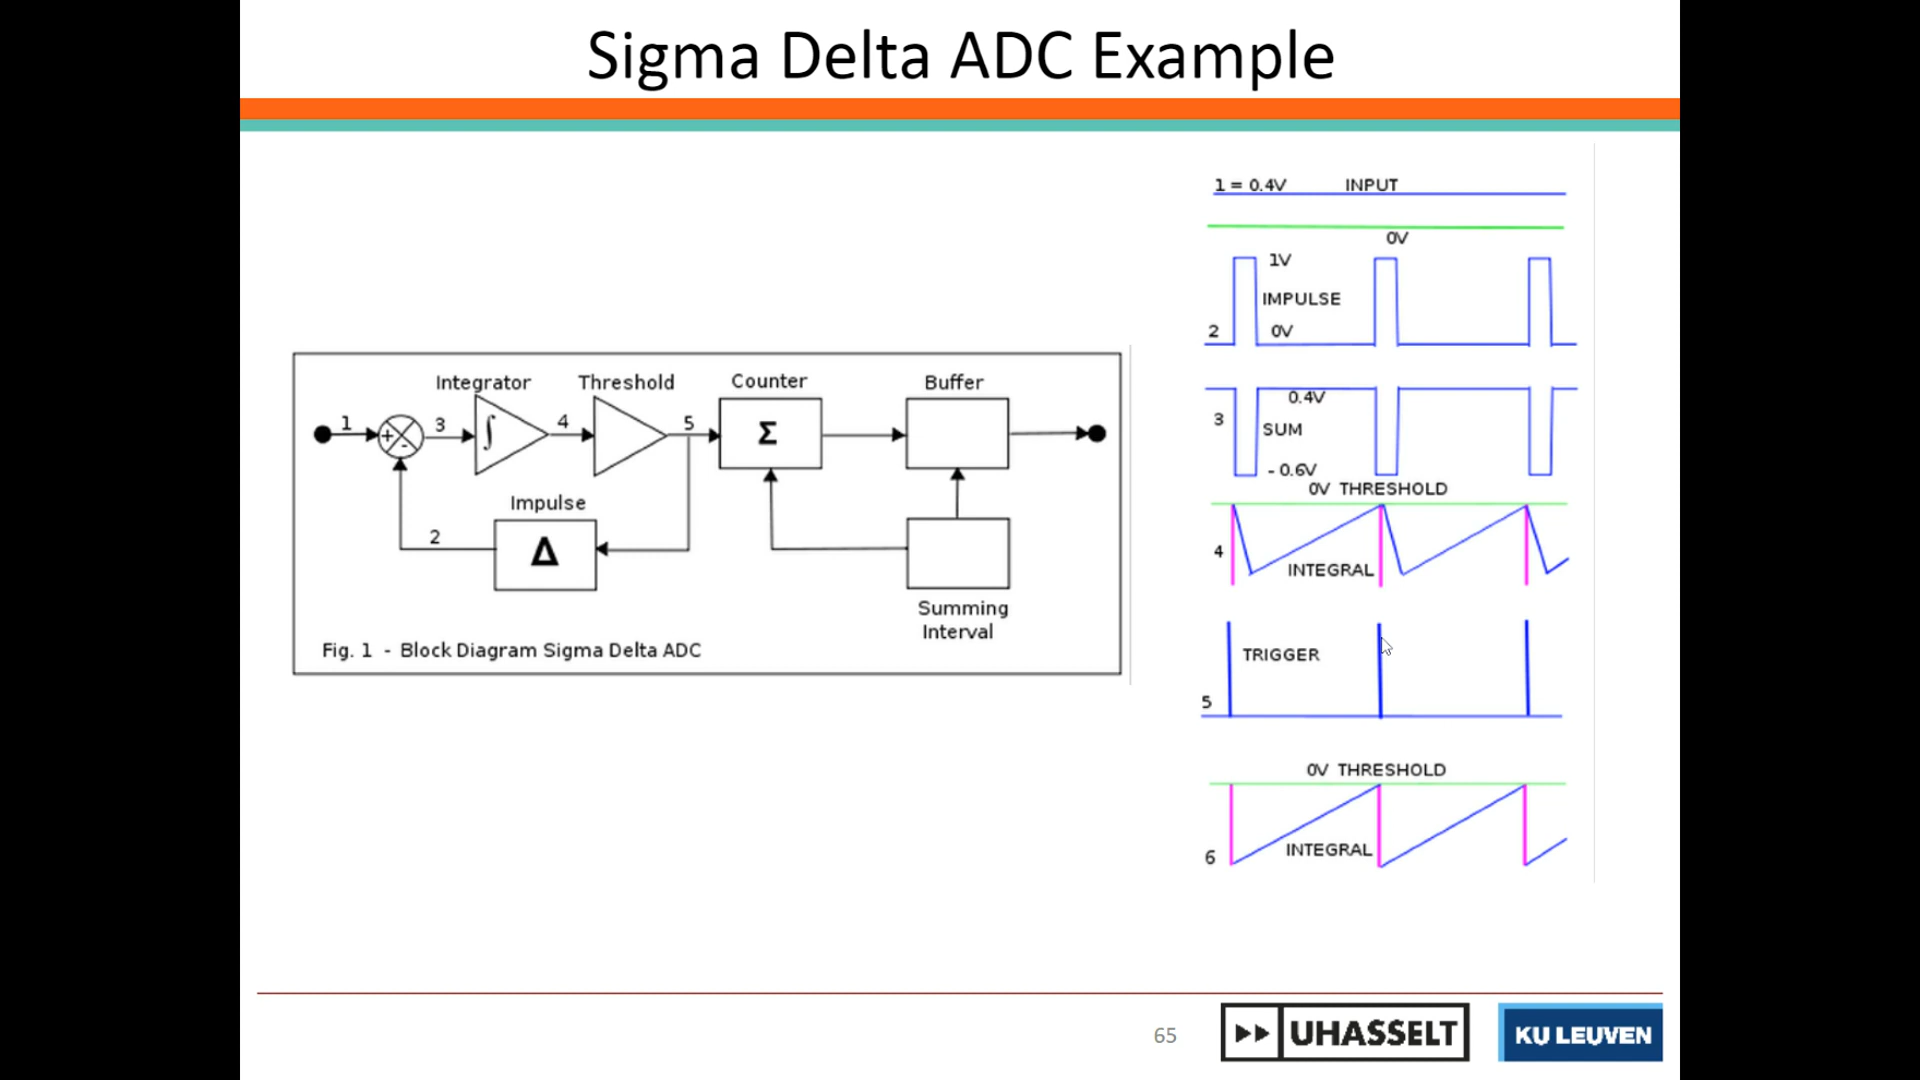 Sigma Delta ADC Example
Integrator
Threshold
Counter
Buffer
1
+
-
3
∫
4
5
Σ
Impulse
2
Δ
Summing
Interval
Fig. 1 - Block Diagram Sigma Delta ADC
1 = 0.4V INPUT
0V
1V
IMPULSE
2 0V
0.4V
3 SUM
- 0.6V
0V THRESHOLD
4 INTEGRAL
TRIGGER
5
0V THRESHOLD
6 INTEGRAL
65
UHASSELT
KU LEUVEN